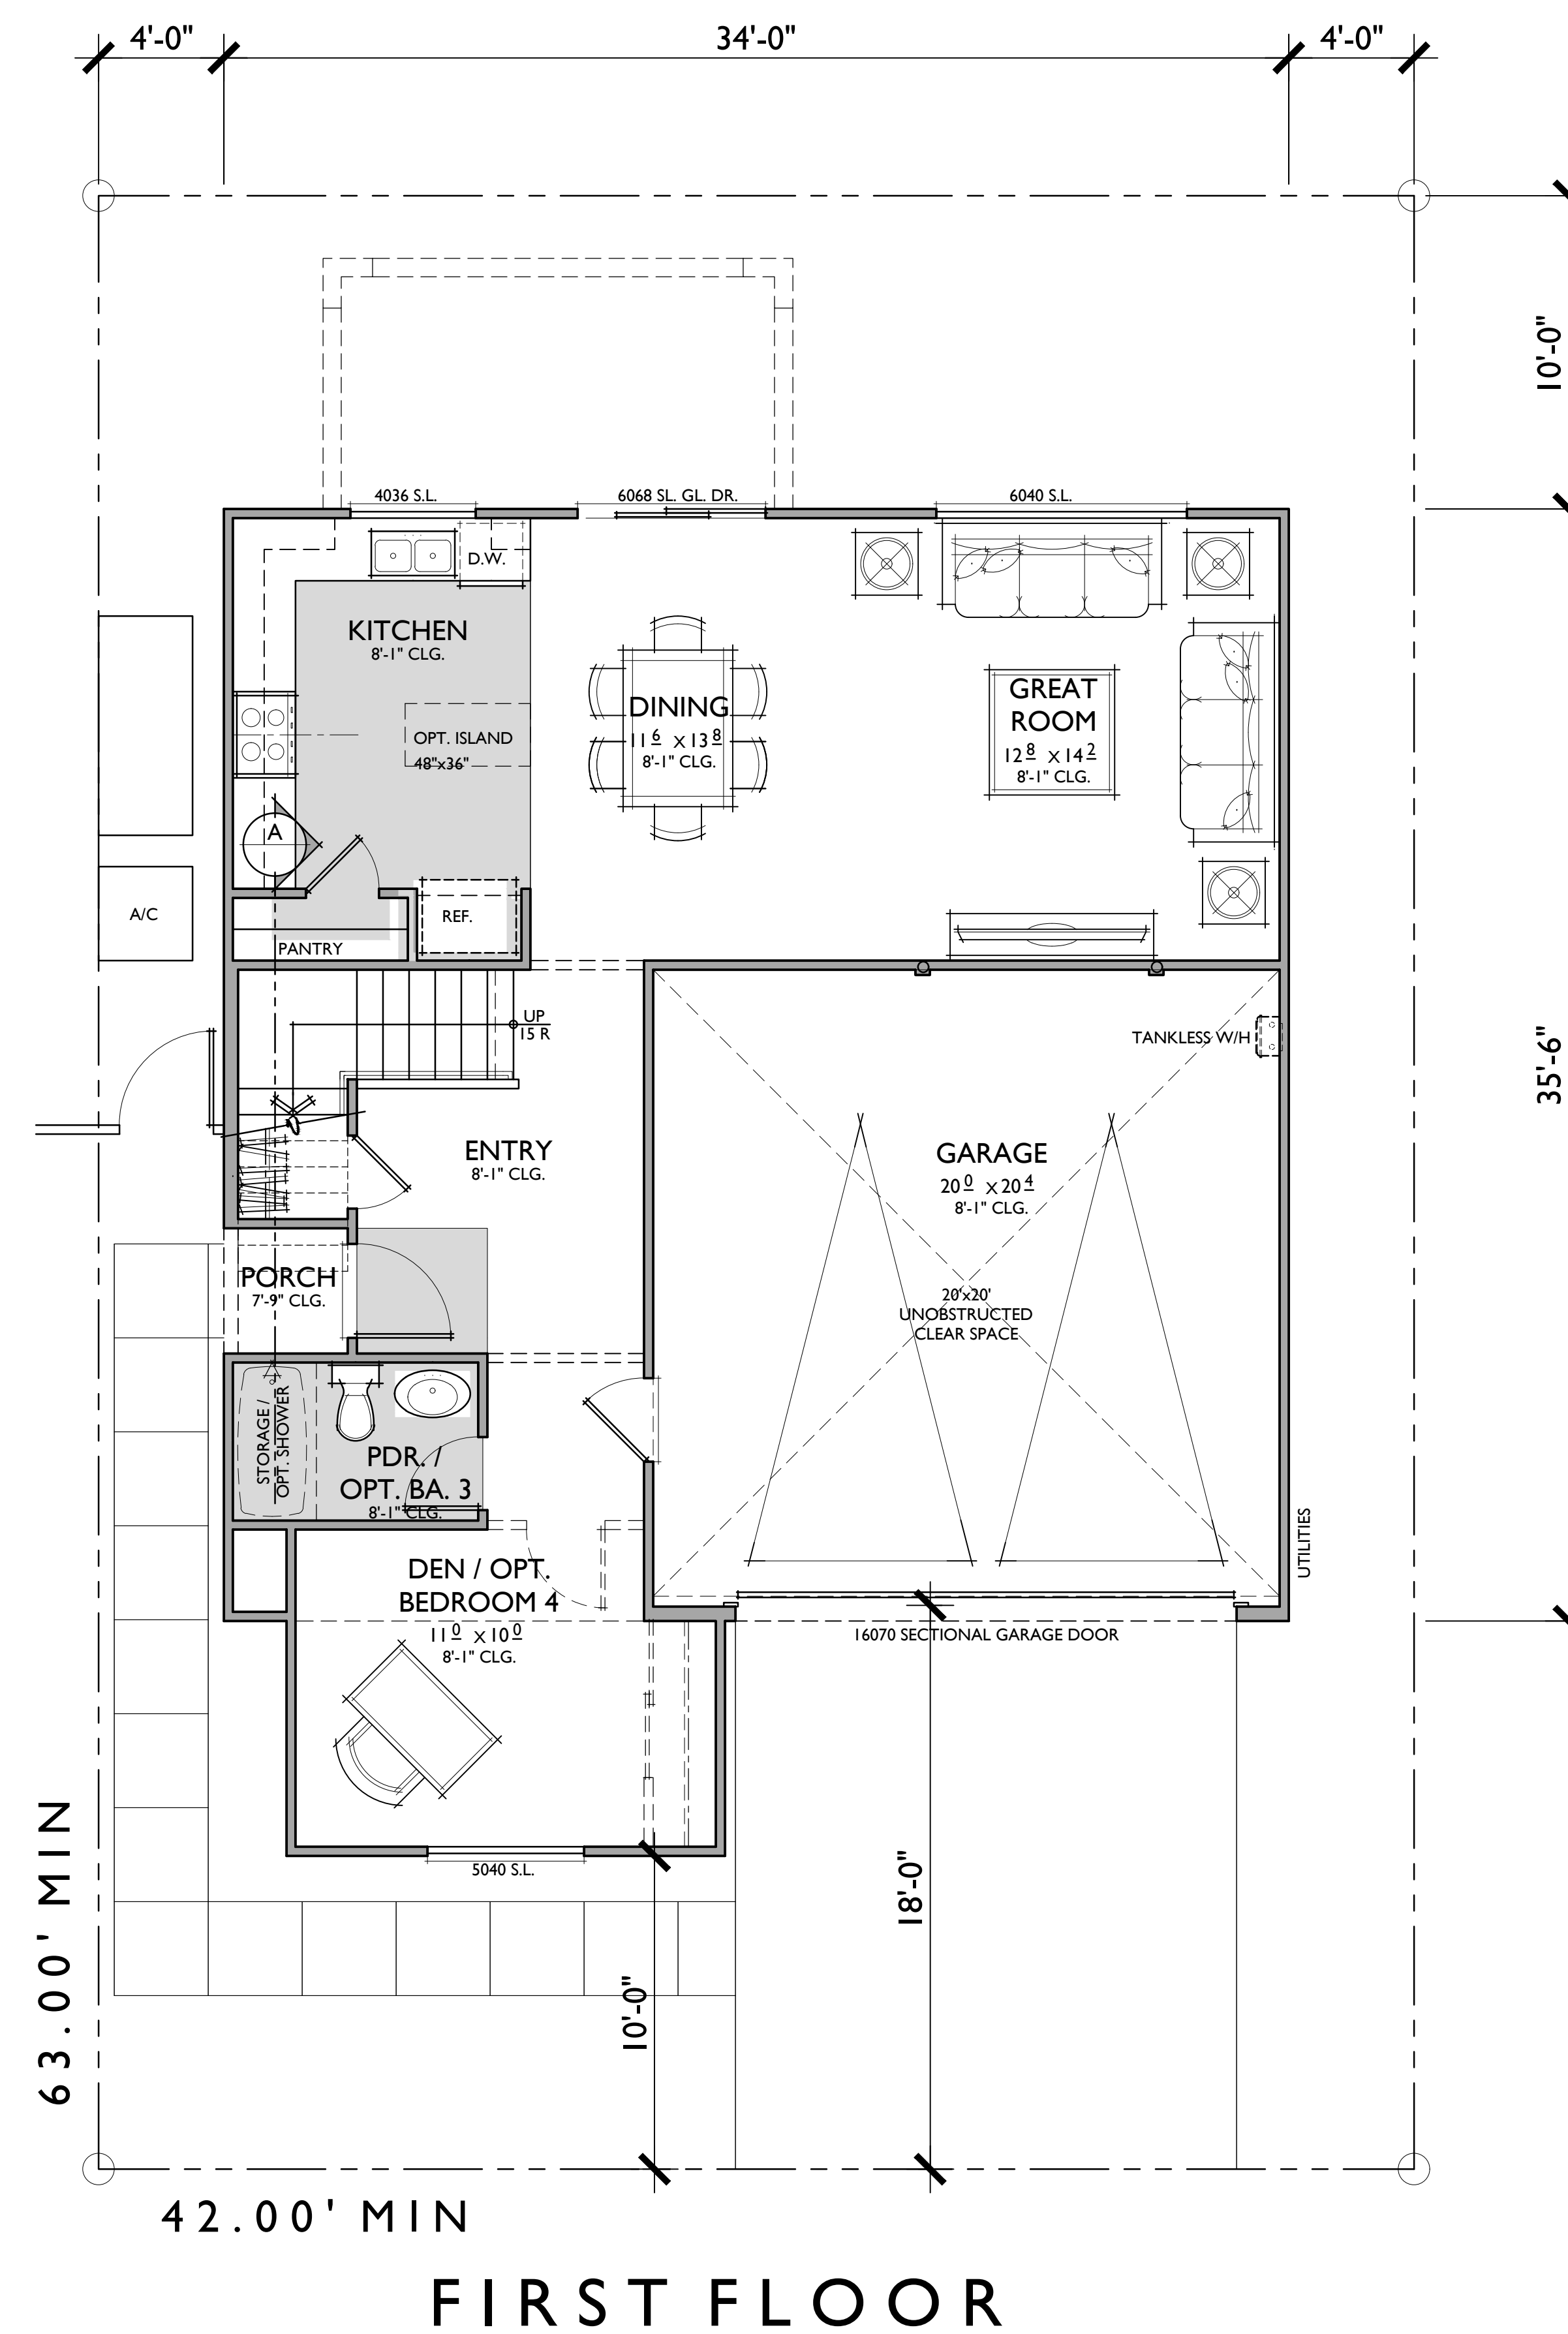 4'-0" 34'-0" 4'-0"
10'-0"
4036 S.L. 6068 SL. GL. DR. 6040 S.L.
D.W.
KITCHEN
8'-1" CLG.
OPT. ISLAND
48"x36"
DINING
11 6 X 13 8
8'-1" CLG.
GREAT
ROOM
12 8 X 14 2
8'-1" CLG.
A
A/C
REF.
PANTRY
UP
15 R
TANKLESS W/H
35'-6"
ENTRY
8'-1" CLG.
GARAGE
20 0 X 20 4
8'-1" CLG.
PORCH
7'-9" CLG.
20'x20'
UNOBSTRUCTED
CLEAR SPACE
STORAGE /
OPT. SHOWER
PDR. /
OPT. BA. 3
8'-1" CLG.
UTILITIES
DEN / OPT.
BEDROOM 4
11 0 X 10 0
8'-1" CLG.
16070 SECTIONAL GARAGE DOOR
5040 S.L.
18'-0"
10'-0"
63.00' MIN
42.00' MIN
FIRST FLOOR